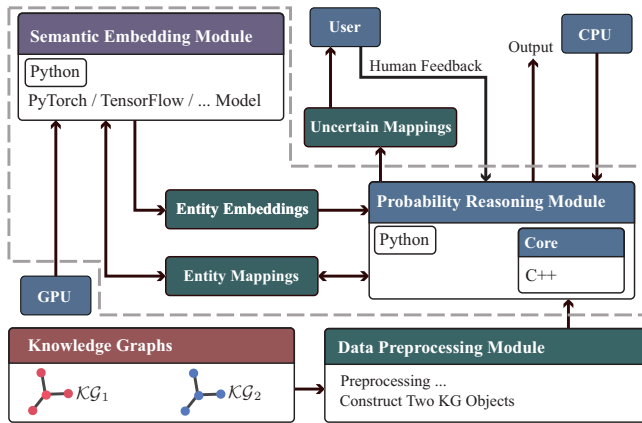 Semantic Embedding Module
Python
PyTorch / TensorFlow / ... Model
User
Human Feedback
Output
CPU
Uncertain Mappings
Entity Embeddings
Entity Mappings
Probability Reasoning Module
Python
Core
C++
GPU
Knowledge Graphs
KG1
KG2
Data Preprocessing Module
Preprocessing ...
Construct Two KG Objects